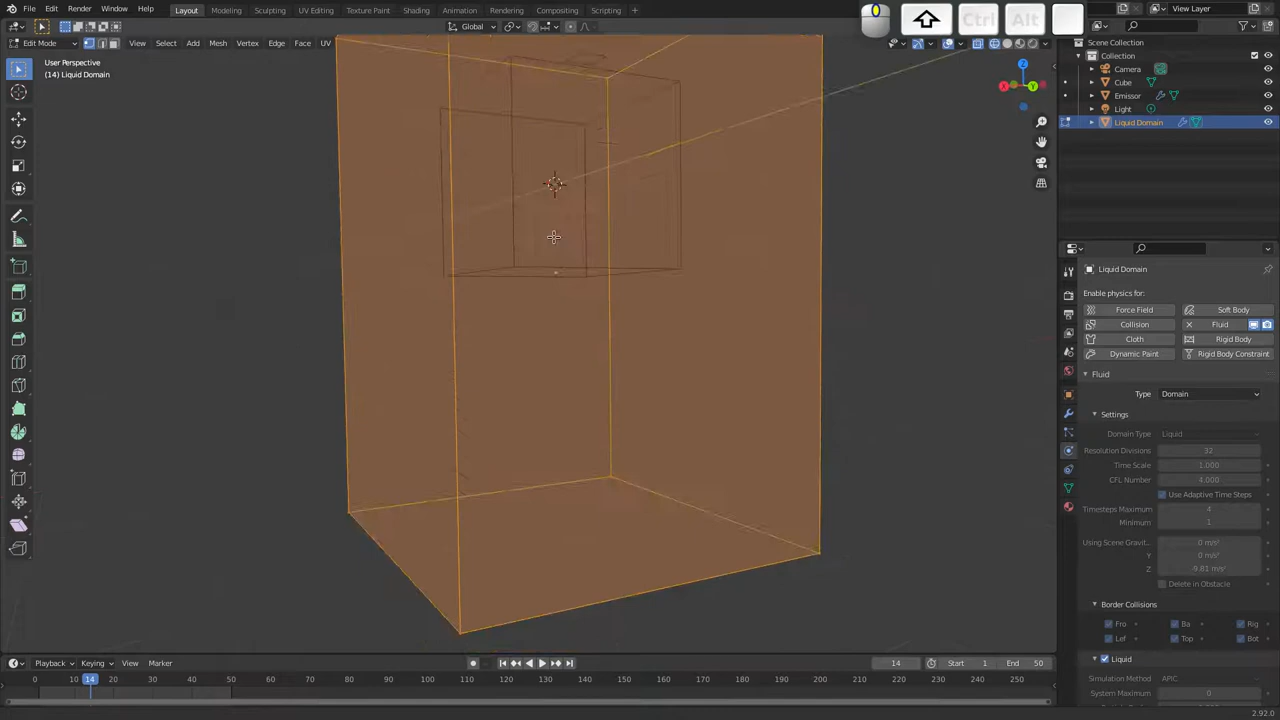 File Edit Render Window Help Layout Modeling Sculpting UV Editing Texture Paint Shading Animation Rendering Compositing Scripting + Ctrl Alt View Layer
Global
Edit Mode View Select Add Mesh Vertex Edge Face UV
Scene Collection
Collection
Camera
Cube
Emissor
Light
Liquid Domain
User Perspective
(14) Liquid Domain
Z
X
Y
Liquid Domain
Enable physics for:
Force Field Soft Body
Collision Fluid
Cloth Rigid Body
Dynamic Paint Rigid Body Constraint
Fluid
Type Domain
Settings
Domain Type Liquid
Resolution Divisions 32
Time Scale 1.000
CFL Number 4.000
Use Adaptive Time Steps
Timesteps Maximum 4
Minimum 1
Using Scene Gravit.. 0 m/s²
Y 0 m/s²
Z -9.81 m/s²
Delete in Obstacle
Border Collisions
Fro Ba Rig
Lef Top Bot
Liquid
Simulation Method APIC
System Maximum 0
Playback Keying View Marker 14 Start 1 End 50
0 10 14 20 30 40 50 60 70 80 90 100 110 120 130 140 150 160 170 180 190 200 210 220 230 240 250
2.92.0